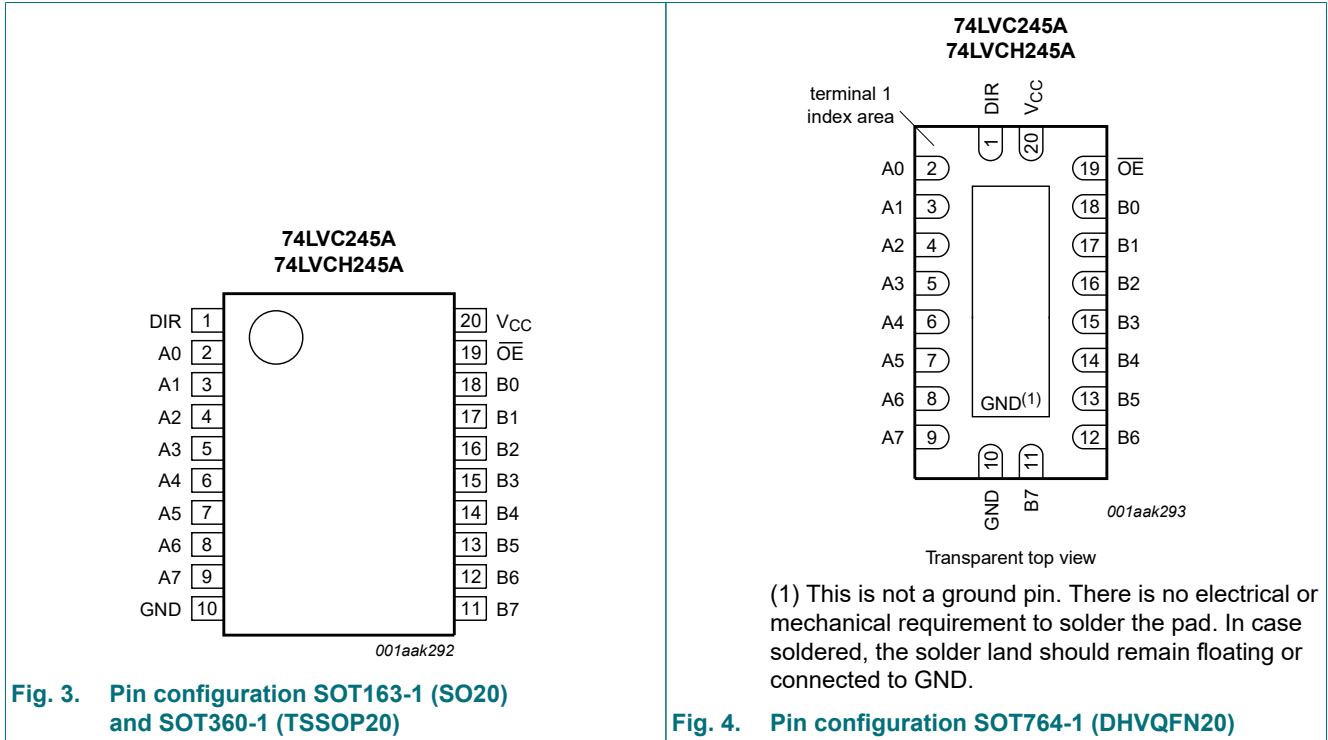 74LVC245A
74LVCH245A
DIR 1
A0 2
A1 3
A2 4
A3 5
A4 6
A5 7
A6 8
A7 9
GND 10
20 VCC
19 O̅E̅
18 B0
17 B1
16 B2
15 B3
14 B4
13 B5
12 B6
11 B7
001aak292
Fig. 3. Pin configuration SOT163-1 (SO20)
and SOT360-1 (TSSOP20)
74LVC245A
74LVCH245A
terminal 1
index area
DIR
VCC
1
20
A0 2
A1 3
A2 4
A3 5
A4 6
A5 7
A6 8
A7 9
19 O̅E̅
18 B0
17 B1
16 B2
15 B3
14 B4
13 B5
12 B6
GND(1)
10
11
GND
B7
001aak293
Transparent top view
(1) This is not a ground pin. There is no electrical or
mechanical requirement to solder the pad. In case
soldered, the solder land should remain floating or
connected to GND.
Fig. 4. Pin configuration SOT764-1 (DHVQFN20)